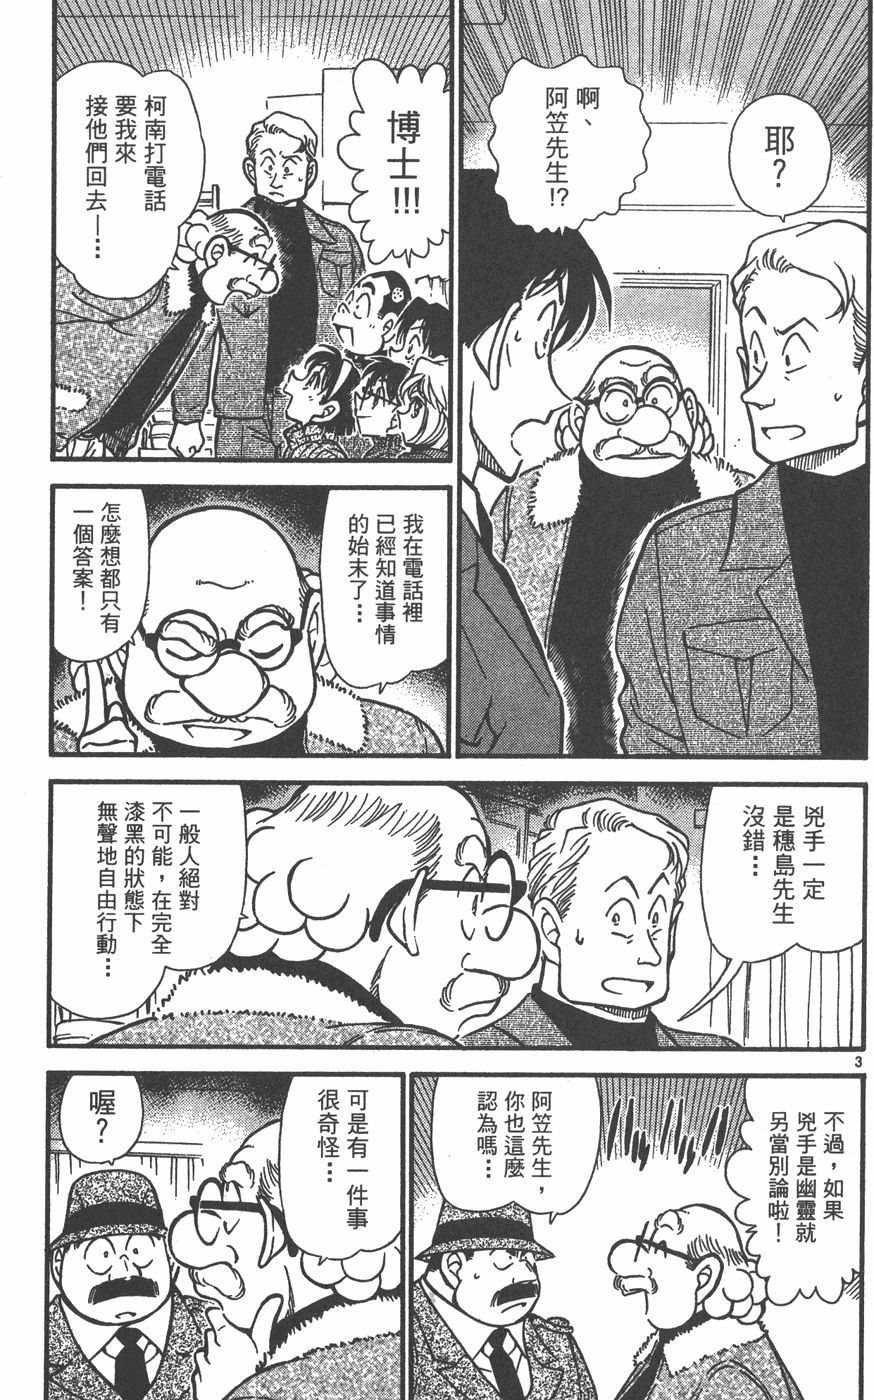 耶?
啊、
阿笠先生!?
博士!!!
柯南打電話
要我來
接他們回去—…
我在電話裡
已經知道事情
的始末了…
怎麼想都只有
一個答案!
兇手一定
是穗島先生
沒錯…
一般人絕對
不可能，在完全
漆黑的狀態下
無聲地自由行動…
3
不過，如果
兇手是幽靈就
另當別論啦!
阿笠先生，
你也這麼
認為嗎…
可是有一件事
很奇怪…
喔?